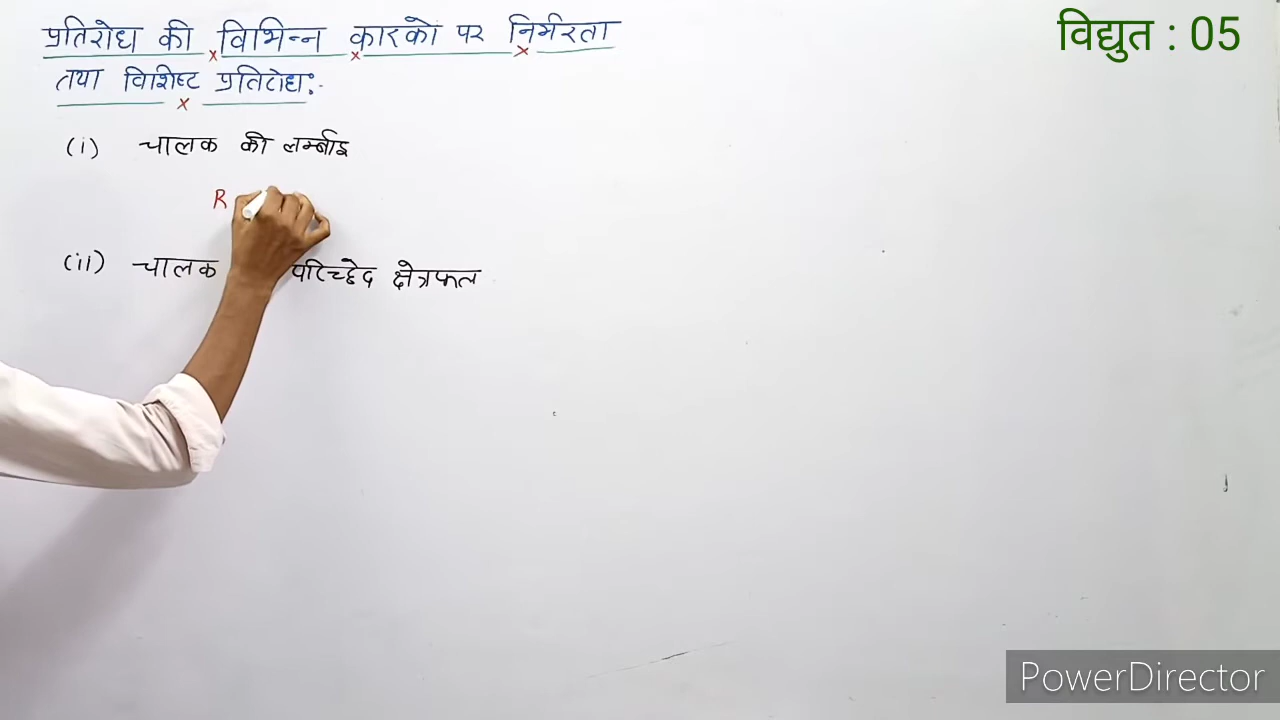 प्रतिरोध की विभिन्न कारकों पर निर्भरता
तथा विशिष्ट प्रतिरोध:-
विद्युत : 05
(i) चालक की लम्बाई
R
(ii) चालक परिच्छेद क्षेत्रफल
PowerDirector